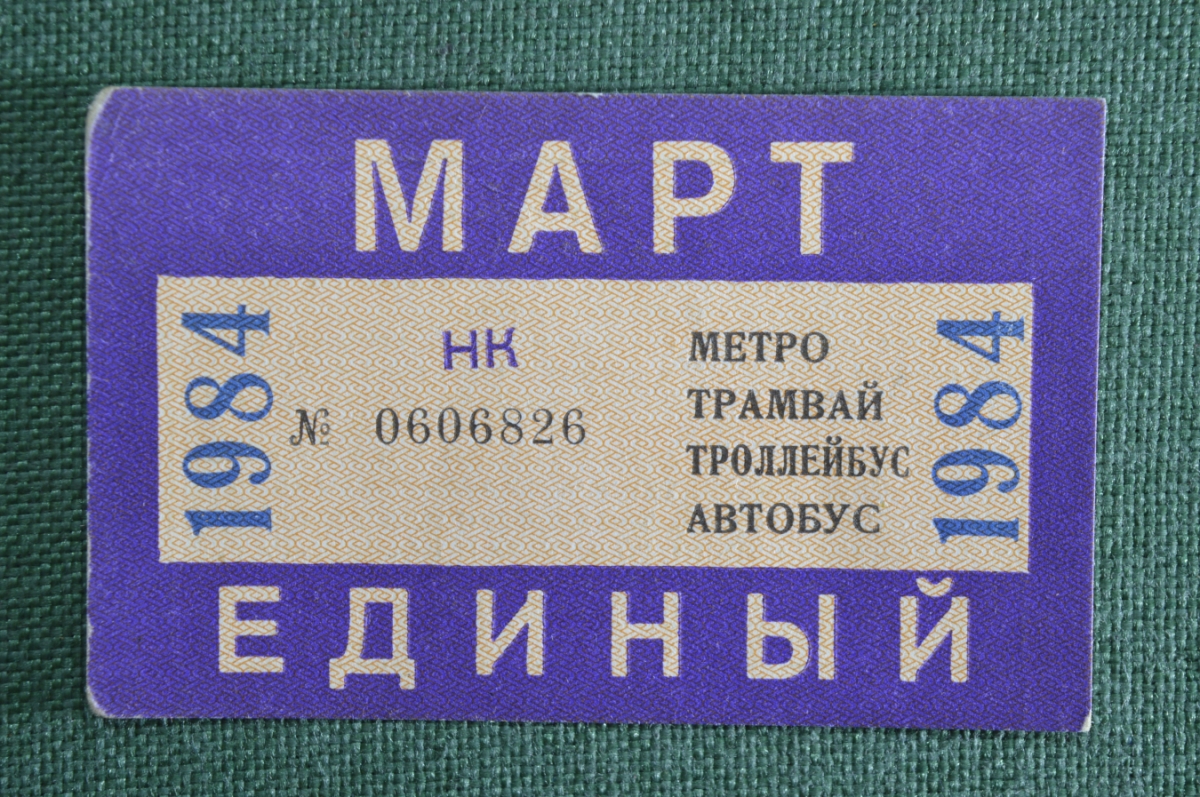 МАРТ
1984
НК
№ 0606826
МЕТРО
ТРАМВАЙ
ТРОЛЛЕЙБУС
АВТОБУС
1984
ЕДИНЫЙ